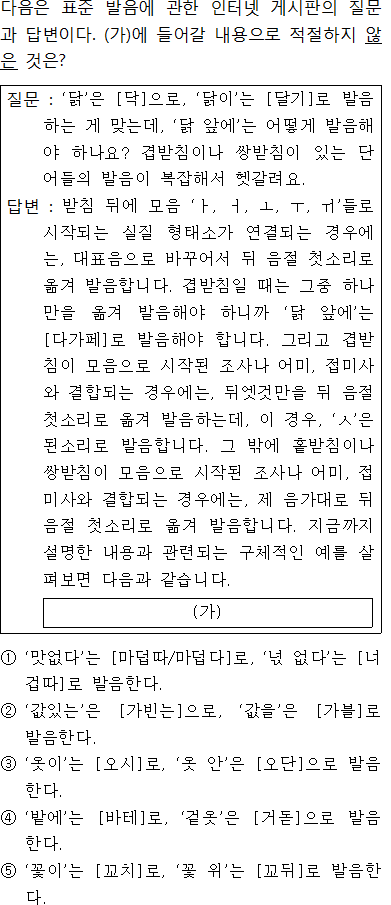 다음은 표준 발음에 관한 인터넷 게시판의 질문
과 답변이다. (가)에 들어갈 내용으로 적절하지 않
은 것은?
질문 : ‘닭’은 [닥]으로, ‘닭이’는 [달기]로 발음
하는 게 맞는데, ‘닭 앞에’는 어떻게 발음해
야 하나요? 겹받침이나 쌍받침이 있는 단
어들의 발음이 복잡해서 헷갈려요.
답변 : 받침 뒤에 모음 ‘ㅏ, ㅓ, ㅗ, ㅜ, ㅟ’들로
시작되는 실질 형태소가 연결되는 경우에
는, 대표음으로 바꾸어서 뒤 음절 첫소리로
옮겨 발음합니다. 겹받침일 때는 그중 하나
만을 옮겨 발음해야 하니까 ‘닭 앞에’는
[다가페]로 발음해야 합니다. 그리고 겹받
침이 모음으로 시작된 조사나 어미, 접미사
와 결합되는 경우에는, 뒤엣것만을 뒤 음절
첫소리로 옮겨 발음하는데, 이 경우, ‘ㅅ’은
된소리로 발음합니다. 그 밖에 홑받침이나
쌍받침이 모음으로 시작된 조사나 어미, 접
미사와 결합되는 경우에는, 제 음가대로 뒤
음절 첫소리로 옮겨 발음합니다. 지금까지
설명한 내용과 관련되는 구체적인 예를 살
펴보면 다음과 같습니다.
(가)
① ‘맛없다’는 [마덥따/마덥다]로, ‘넋 없다’는 [너
겁따]로 발음한다.
② ‘값있는’은 [가빈는]으로, ‘값을’은 [가블]로
발음한다.
③ ‘옷이’는 [오시]로, ‘옷 안’은 [오단]으로 발음
한다.
④ ‘밭에’는 [바테]로, ‘겉옷’은 [거돋]으로 발음
한다.
⑤ ‘꽃이’는 [꼬치]로, ‘꽃 위’는 [꼬뒤]로 발음한
다.